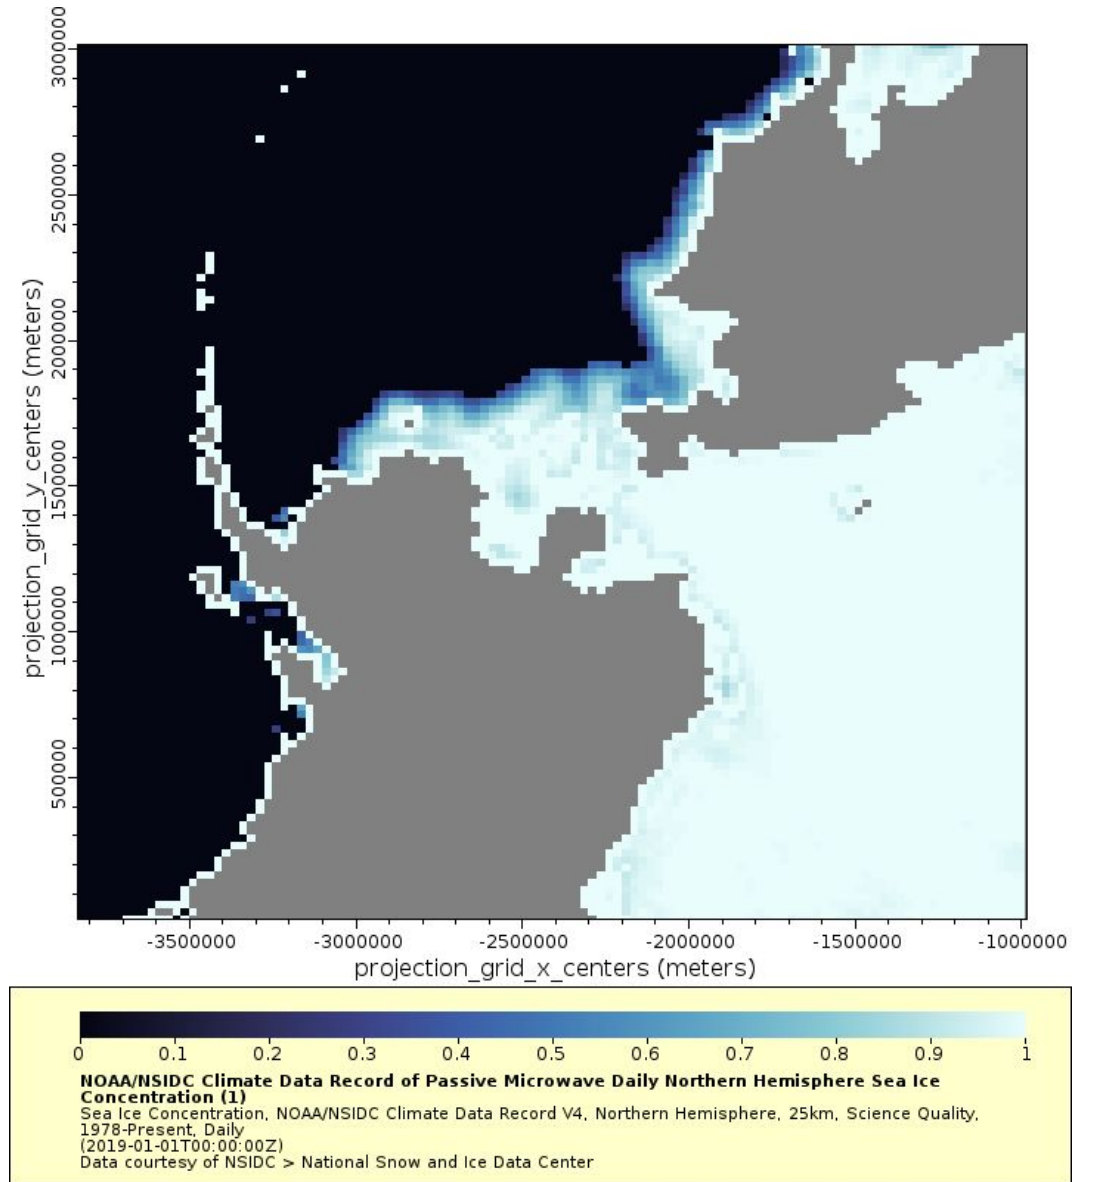 3000000
2500000
2000000
1500000
1000000
500000
projection_grid_y_centers (meters)
-3500000 -3000000 -2500000 -2000000 -1500000 -1000000
projection_grid_x_centers (meters)
0 0.1 0.2 0.3 0.4 0.5 0.6 0.7 0.8 0.9 1
NOAA/NSIDC Climate Data Record of Passive Microwave Daily Northern Hemisphere Sea Ice
Concentration (1)
Sea Ice Concentration, NOAA/NSIDC Climate Data Record V4, Northern Hemisphere, 25km, Science Quality,
1978-Present, Daily
(2019-01-01T00:00:00Z)
Data courtesy of NSIDC > National Snow and Ice Data Center